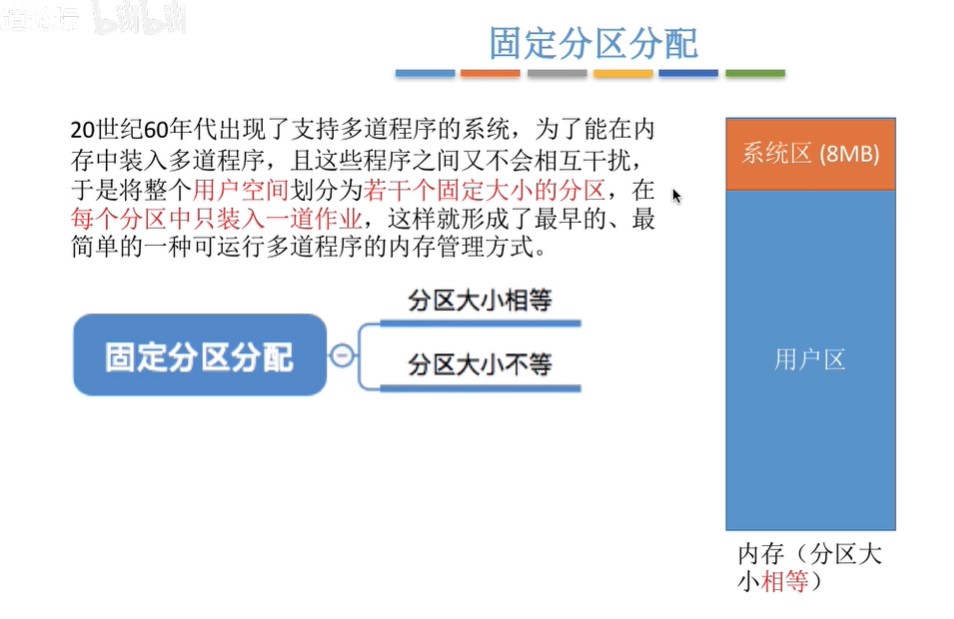 道论坛 bilibili
固定分区分配
20世纪60年代出现了支持多道程序的系统，为了能在内
存中装入多道程序，且这些程序之间又不会相互干扰，
于是将整个用户空间划分为若干个固定大小的分区，在
每个分区中只装入一道作业，这样就形成了最早的、最
简单的一种可运行多道程序的内存管理方式。
固定分区分配
分区大小相等
分区大小不等
系统区 (8MB)
用户区
内存（分区大
小相等）